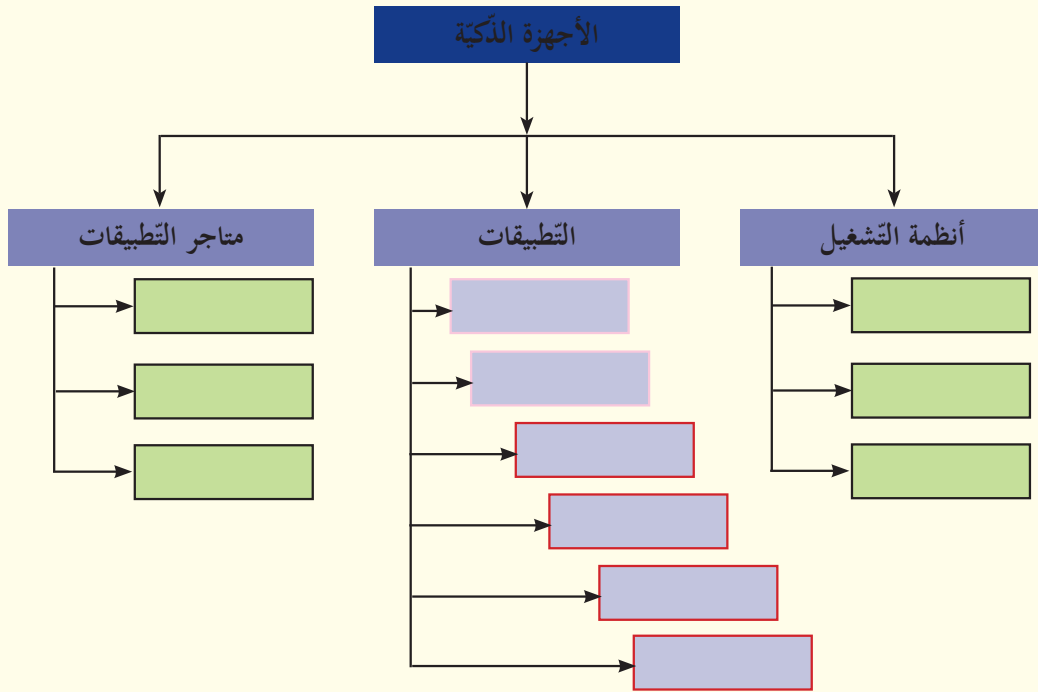 الأجهزة الذّكيّة
أنظمة التّشغيل
التّطبيقات
متاجر التّطبيقات